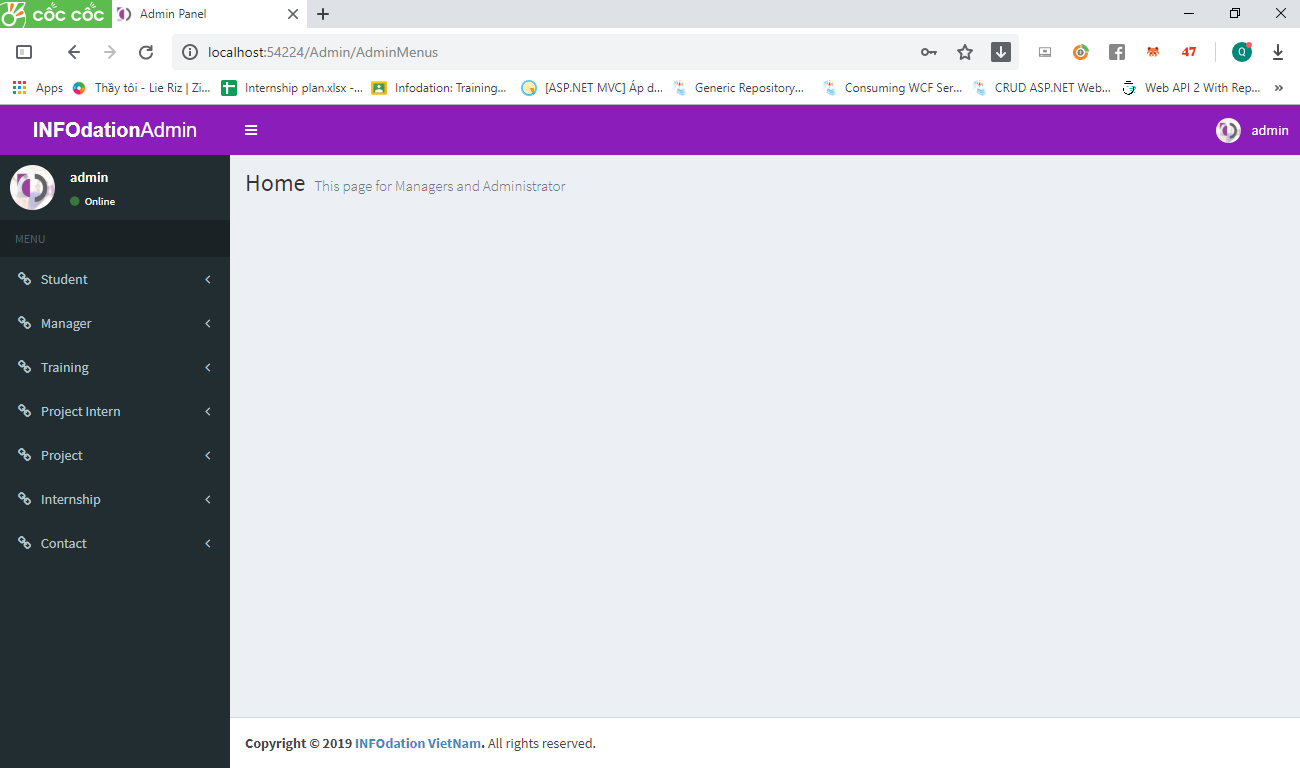 cốc cốc
Admin Panel
localhost:54224/Admin/AdminMenus
47
Q
Apps
Thầy tôi - Lie Riz | Zi...
Internship plan.xlsx -...
Infodation: Training...
[ASP.NET MVC] Áp d...
Generic Repository...
Consuming WCF Ser...
CRUD ASP.NET Web...
Web API 2 With Rep...
»
INFOdationAdmin
admin
admin
Online
MENU
Student
Manager
Training
Project Intern
Project
Internship
Contact
Home This page for Managers and Administrator
Copyright © 2019 INFOdation VietNam. All rights reserved.